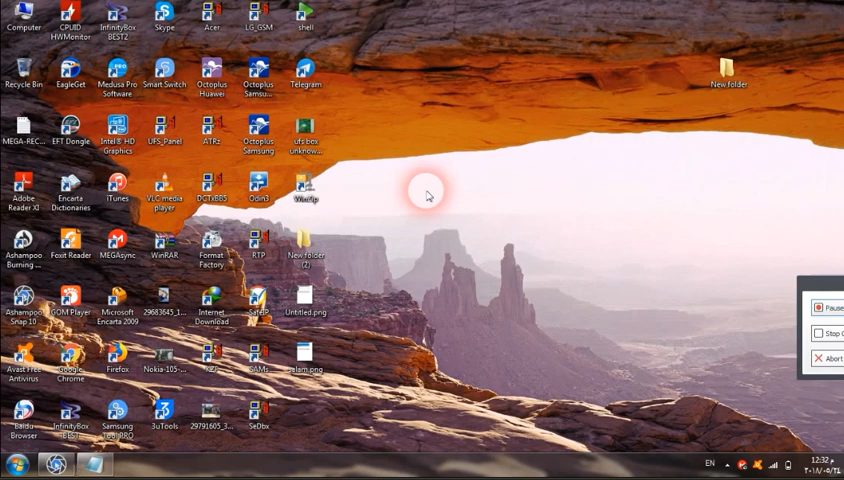 Computer
CPUID
HWMonitor
InfinityBox
BEST2
Skype
Acer
LG_GSM
shell
Recycle Bin
EagleGet
Medusa Pro
Software
Smart Switch
Octoplus
Huawei
Octoplus
Samsu...
Telegram
New folder
MEGA-REC...
EFT Dongle
Intel® HD
Graphics
UFS_Panel
ATRz
Octoplus
Samsung
ufs box
unknow...
Adobe
Reader XI
Encarta
Dictionaries
iTunes
VLC media
player
DCTxBB5
Odin3
WinZip
Ashampoo
Burning ...
Foxit Reader
MEGAsync
WinRAR
Format
Factory
RTP
New folder
(2)
Ashampoo
Snap 10
GOM Player
Microsoft
Encarta 2009
29683645_1...
Internet
Download
SafeIP
Untitled.png
Pause
Stop
Avast Free
Antivirus
Google
Chrome
Firefox
Nokia-105-...
KZF
SAMs
salam.png
Abort
Baidu
Browser
InfinityBox
BEST
Samsung
Tool PRO
3uTools
29791605_3...
SeDbx
EN
12:32 م